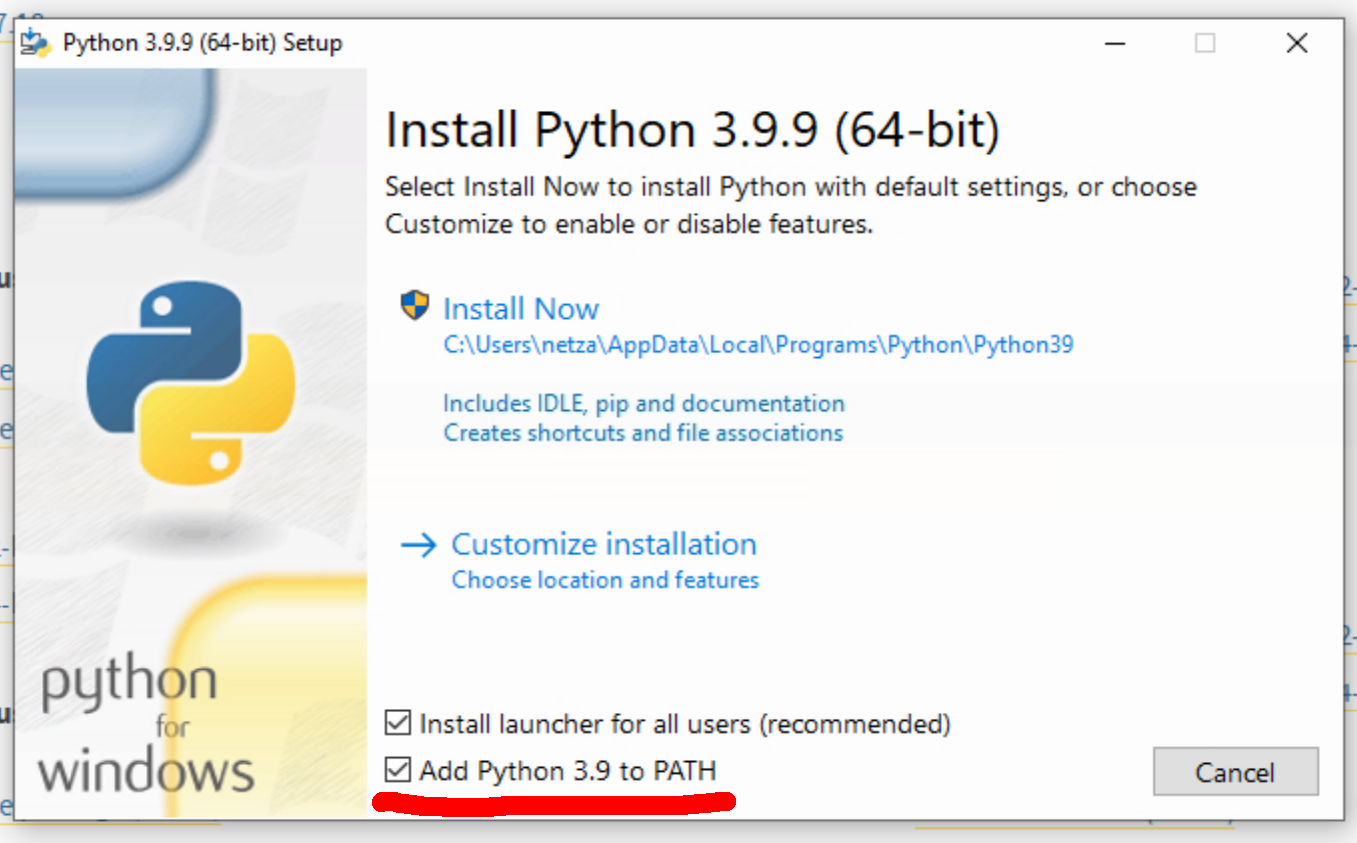 Python 3.9.9 (64-bit) Setup
Install Python 3.9.9 (64-bit)
Select Install Now to install Python with default settings, or choose
Customize to enable or disable features.
Install Now
C:\Users\netza\AppData\Local\Programs\Python\Python39
Includes IDLE, pip and documentation
Creates shortcuts and file associations
Customize installation
Choose location and features
python
for
windows
Install launcher for all users (recommended)
Add Python 3.9 to PATH
Cancel